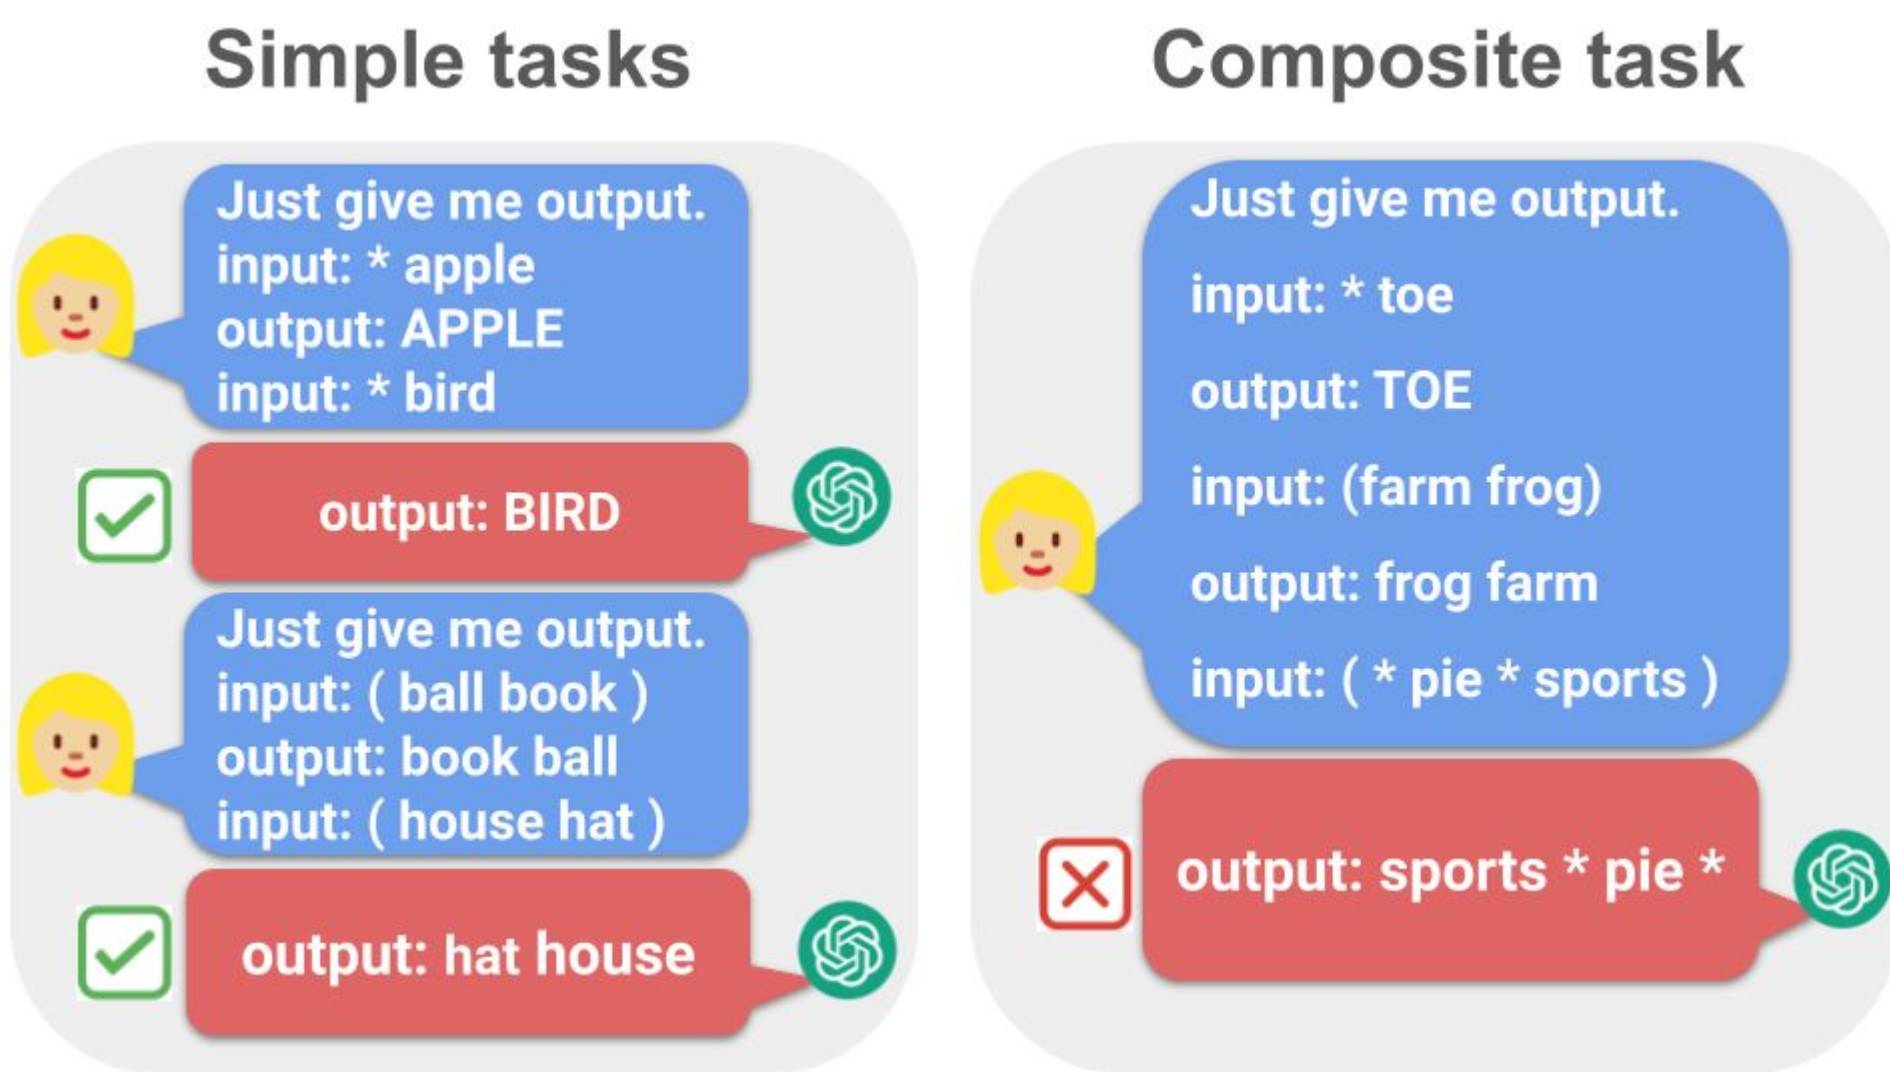 Simple tasks
Just give me output.
input: * apple
output: APPLE
input: * bird
output: BIRD
Just give me output.
input: ( ball book )
output: book ball
input: ( house hat )
output: hat house
Composite task
Just give me output.
input: * toe
output: TOE
input: (farm frog)
output: frog farm
input: ( * pie * sports )
output: sports * pie *